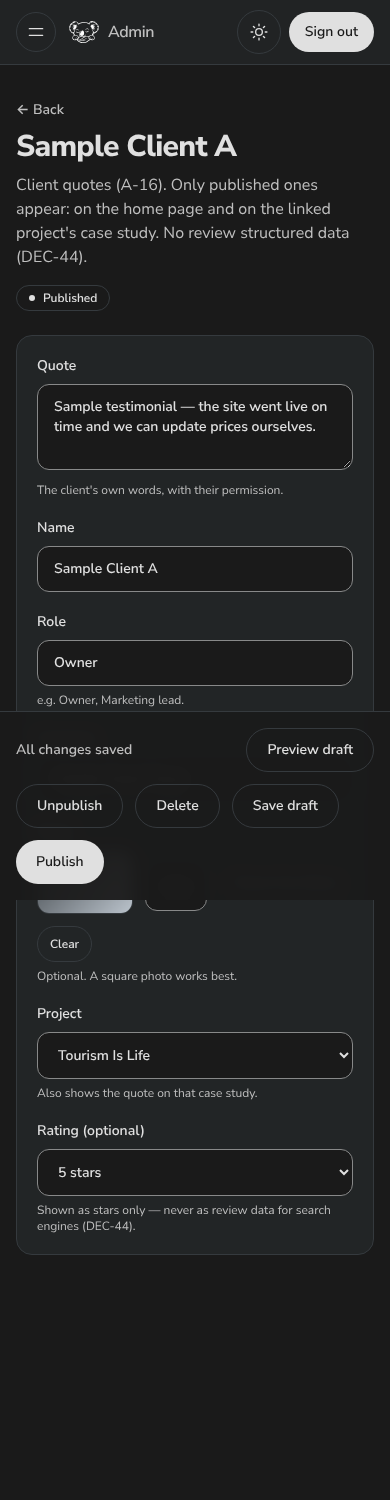 Admin
Sign out
← Back
Sample Client A
Client quotes (A-16). Only published ones
appear: on the home page and on the linked
project's case study. No review structured data
(DEC-44).
Published
Quote
Sample testimonial — the site went live on
time and we can update prices ourselves.
The client's own words, with their permission.
Name
Sample Client A
Role
Owner
e.g. Owner, Marketing lead.
All changes saved
Preview draft
Unpublish
Delete
Save draft
Publish
Clear
Optional. A square photo works best.
Project
Tourism Is Life
Also shows the quote on that case study.
Rating (optional)
5 stars
Shown as stars only — never as review data for search
engines (DEC-44).